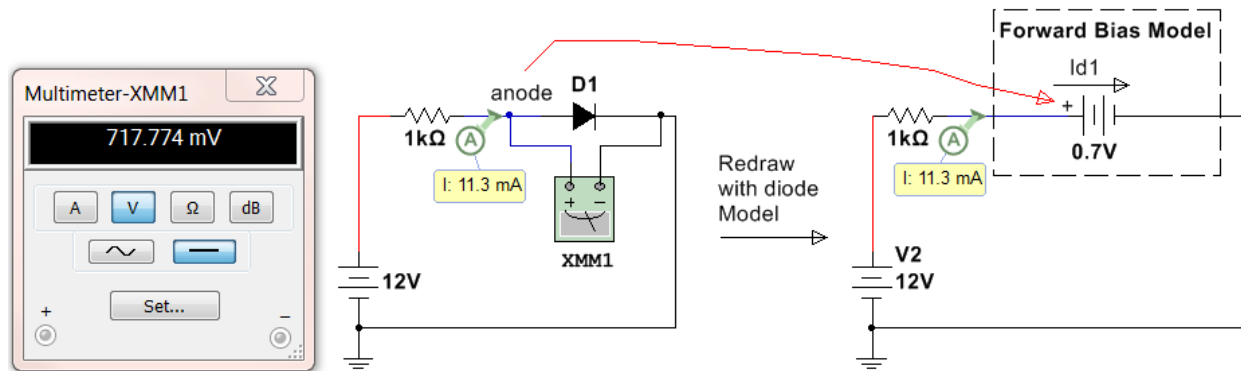 Multimeter-XMM1
X
717.774 mV
A
V
Ω
dB
Set...
+
−
anode
D1
1kΩ
A
I: 11.3 mA
+
−
XMM1
12V
Redraw
with diode
Model
Forward Bias Model
Id1
+
1kΩ
A
I: 11.3 mA
0.7V
V2
12V